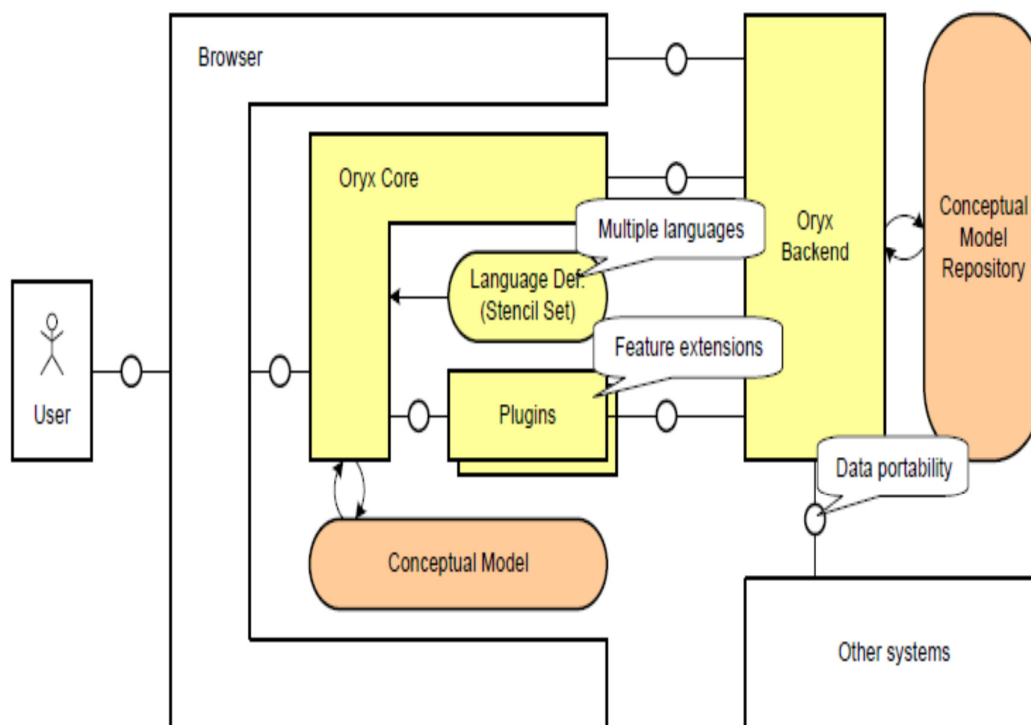 Browser
Oryx Core
Multiple languages
Language Def.
(Stencil Set)
Feature extensions
Plugins
User
Conceptual Model
Oryx
Backend
Conceptual
Model
Repository
Data portability
Other systems